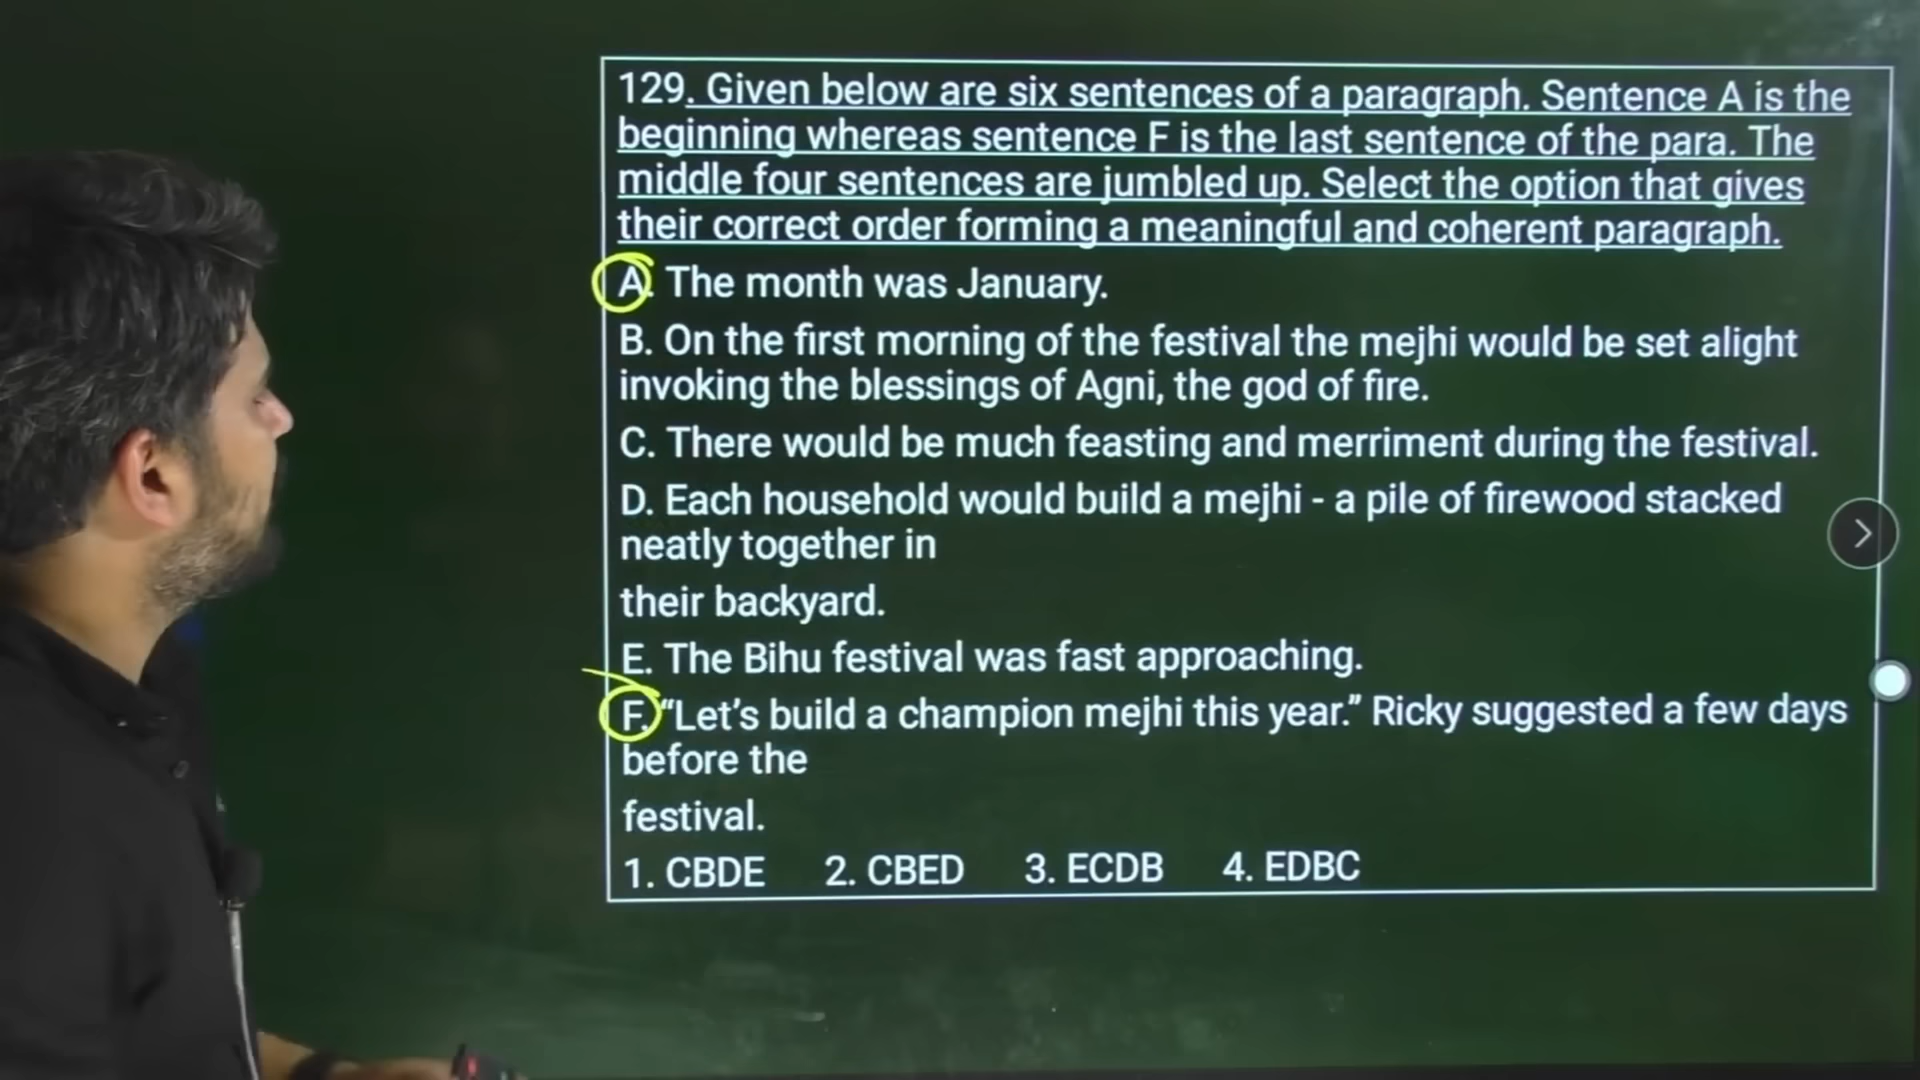 129. Given below are six sentences of a paragraph. Sentence A is the
beginning whereas sentence F is the last sentence of the para. The
middle four sentences are jumbled up. Select the option that gives
their correct order forming a meaningful and coherent paragraph.
A. The month was January.
B. On the first morning of the festival the mejhi would be set alight
invoking the blessings of Agni, the god of fire.
C. There would be much feasting and merriment during the festival.
D. Each household would build a mejhi - a pile of firewood stacked
neatly together in
their backyard.
E. The Bihu festival was fast approaching.
F. “Let’s build a champion mejhi this year.” Ricky suggested a few days
before the
festival.
1. CBDE 2. CBED 3. ECDB 4. EDBC